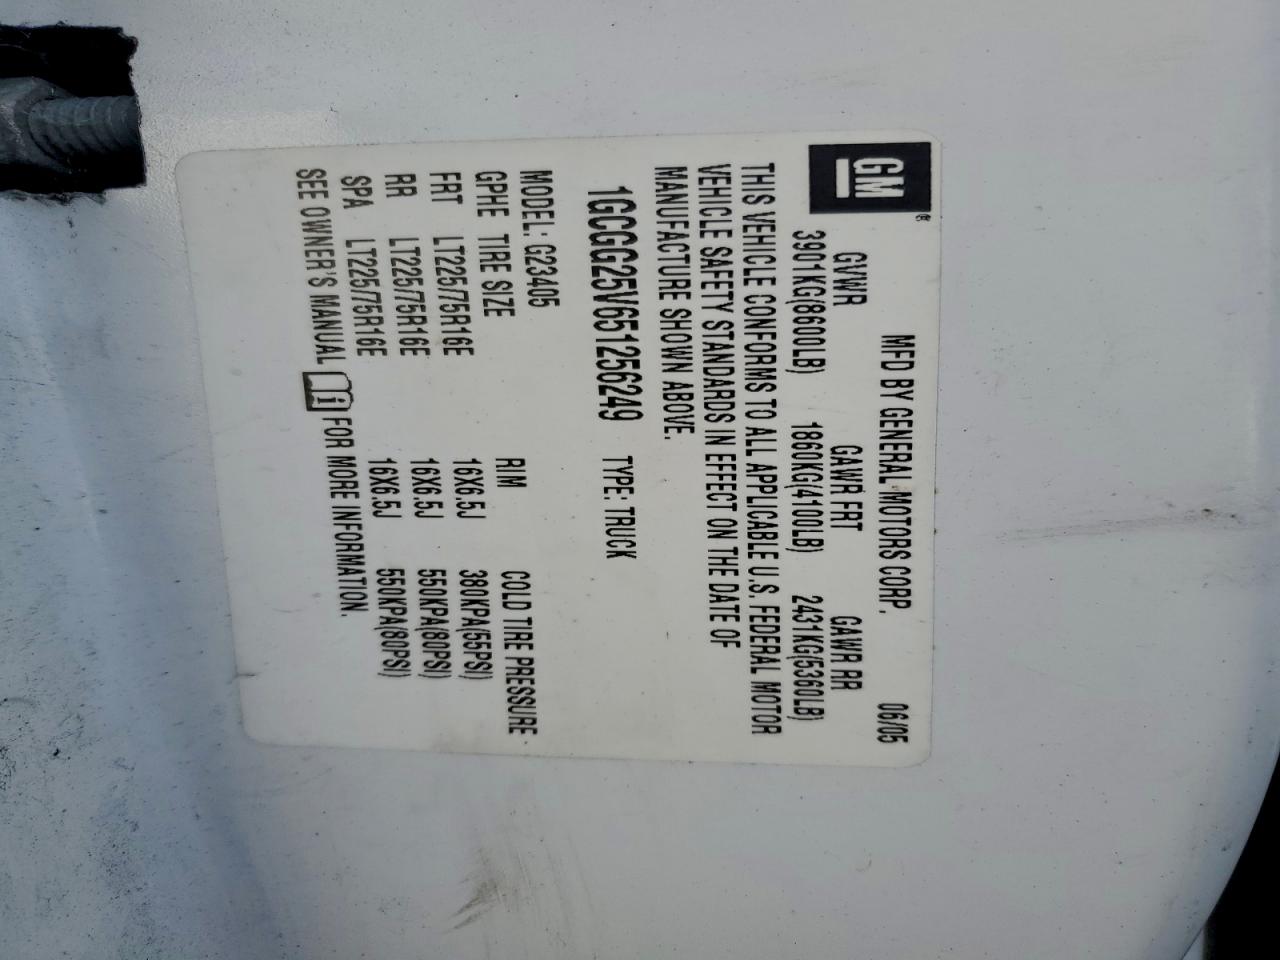 GM
MFD BY GENERAL MOTORS CORP. 06/05
GVWR GAWR FRT GAWR RR
3901KG(8600LB) 1860KG(4100LB) 2431KG(5360LB)
THIS VEHICLE CONFORMS TO ALL APPLICABLE U.S. FEDERAL MOTOR
VEHICLE SAFETY STANDARDS IN EFFECT ON THE DATE OF
MANUFACTURE SHOWN ABOVE.
1GCGG25V651256249 TYPE: TRUCK
MODEL: G23405
GPHE TIRE SIZE RIM COLD TIRE PRESSURE
FRT LT225/75R16E 16X6.5J 380KPA(55PSI)
RR LT225/75R16E 16X6.5J 550KPA(80PSI)
SPA LT225/75R16E 16X6.5J 550KPA(80PSI)
SEE OWNER'S MANUAL FOR MORE INFORMATION.